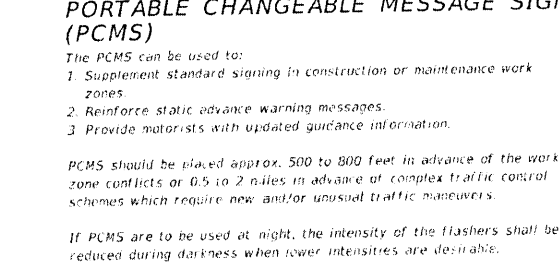 PORTABLE CHANGEABLE MESSAGE SIG
(PCMS)
The PCMS can be used to:
1. Supplement standard signing in construction or maintenance work
zones.
2. Reinforce static advance warning messages.
3 Provide motorists with updated guidance information.
PCMS should be placed approx. 500 to 800 feet in advance of the work
zone conflicts or 0.5 to 2 miles in advance of complex traffic control
schemes which require new and/or unusual traffic maneuvers.
If PCMS are to be used at night, the intensity of the flashers shall be
reduced during darkness when lower intensities are desirable.